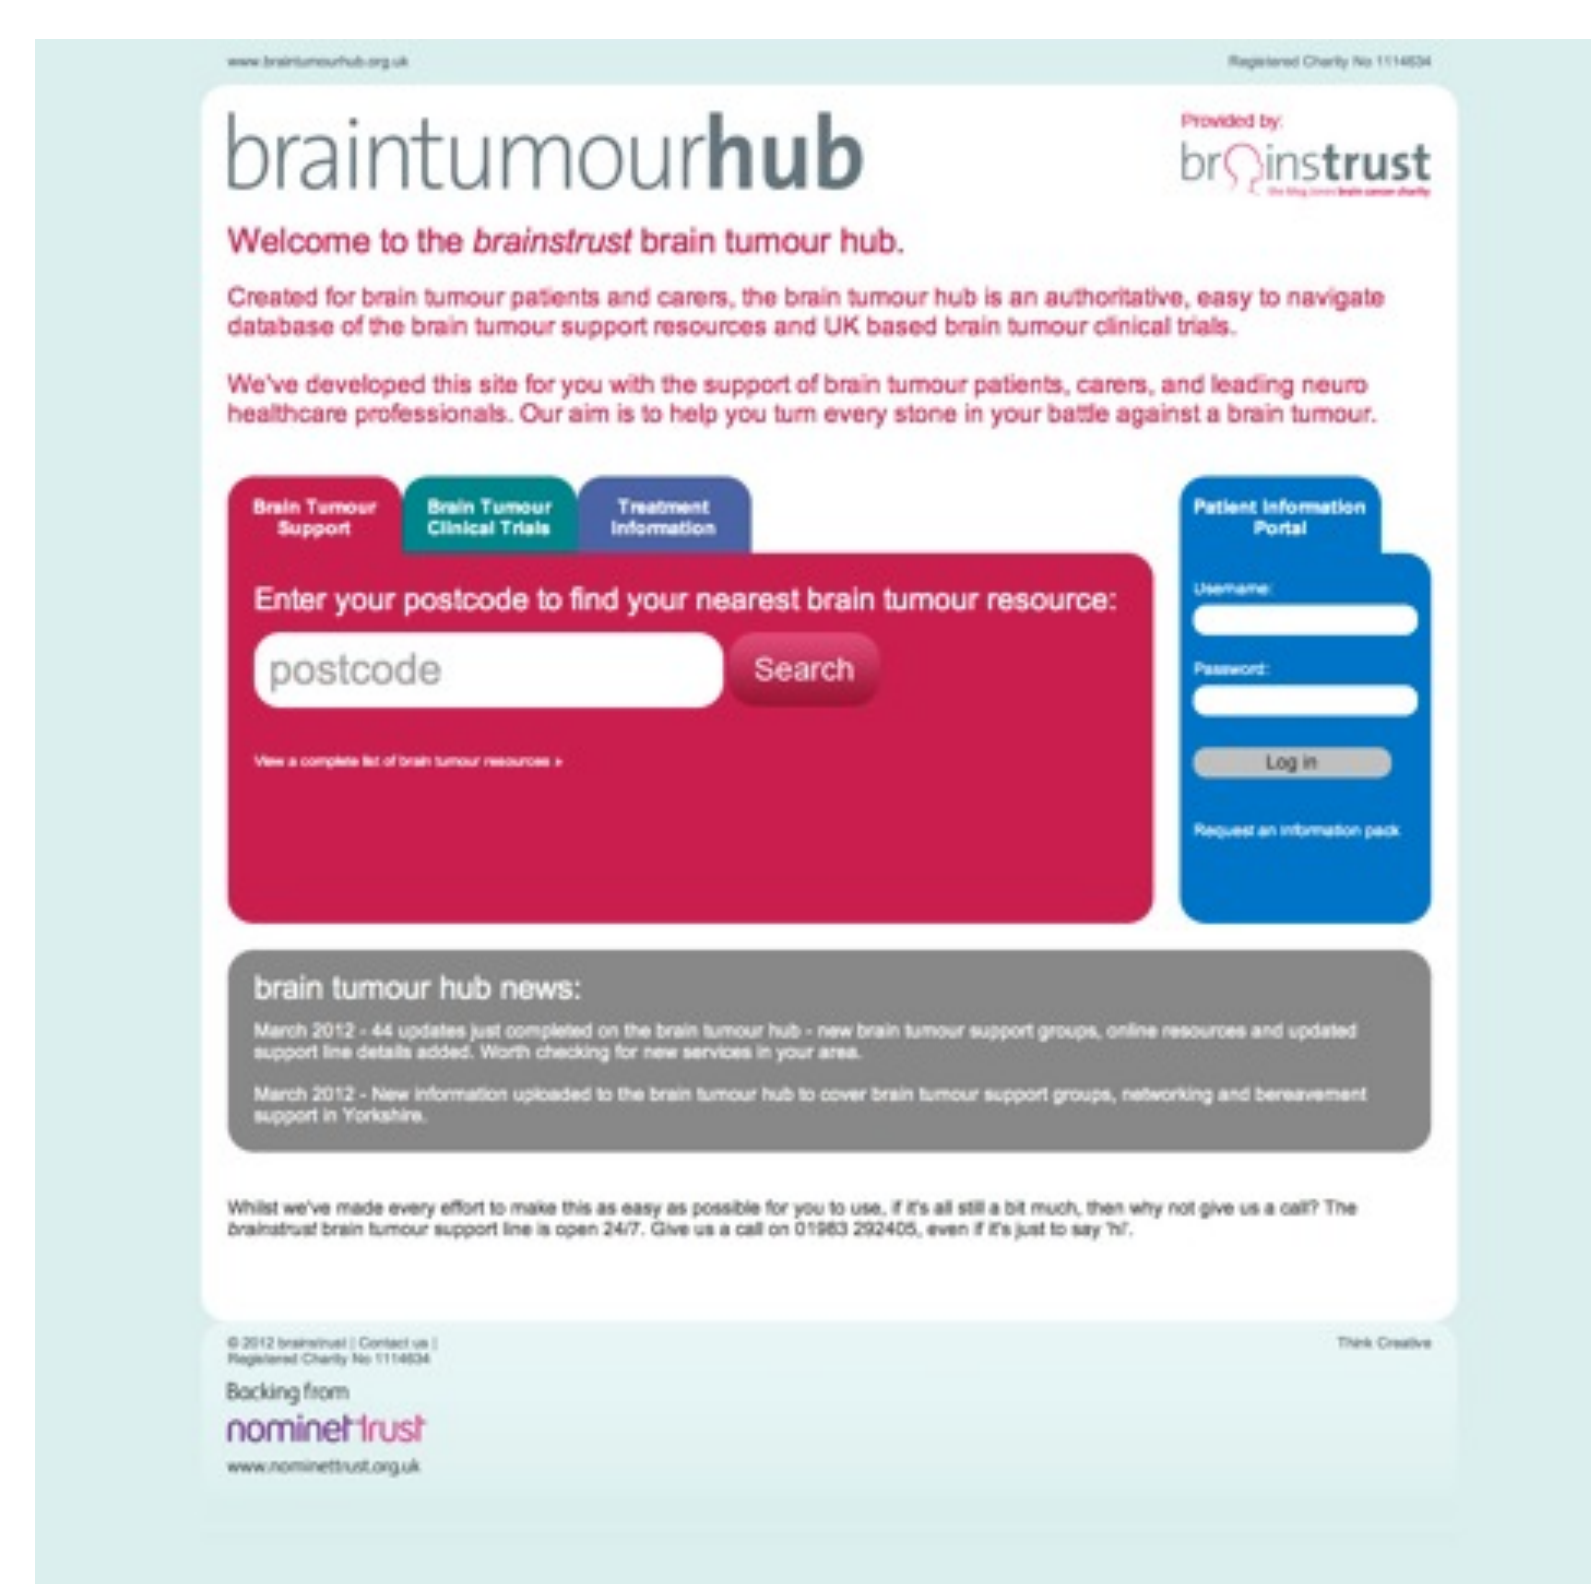 www.braintumourhub.org.uk
Registered Charity No 1114634
braintumourhub
Provided by:
brainstrust
the meg jones brain cancer charity
Welcome to the brainstrust brain tumour hub.
Created for brain tumour patients and carers, the brain tumour hub is an authoritative, easy to navigate
database of the brain tumour support resources and UK based brain tumour clinical trials.
We've developed this site for you with the support of brain tumour patients, carers, and leading neuro
healthcare professionals. Our aim is to help you turn every stone in your battle against a brain tumour.
Brain Tumour
Support
Brain Tumour
Clinical Trials
Treatment
Information
Enter your postcode to find your nearest brain tumour resource:
postcode
Search
View a complete list of brain tumour resources »
Patient Information
Portal
Username:
Password:
Log in
Request an information pack
brain tumour hub news:
March 2012 - 44 updates just completed on the brain tumour hub - new brain tumour support groups, online resources and updated
support line details added. Worth checking for new services in your area.
March 2012 - New information uploaded to the brain tumour hub to cover brain tumour support groups, networking and bereavement
support in Yorkshire.
Whilst we've made every effort to make this as easy as possible for you to use, if it's all still a bit much, then why not give us a call? The
brainstrust brain tumour support line is open 24/7. Give us a call on 01983 292405, even if it's just to say 'hi'.
© 2012 brainstrust | Contact us |
Registered Charity No 1114634
Think Creative
Backing from
nominet trust
www.nominettrust.org.uk